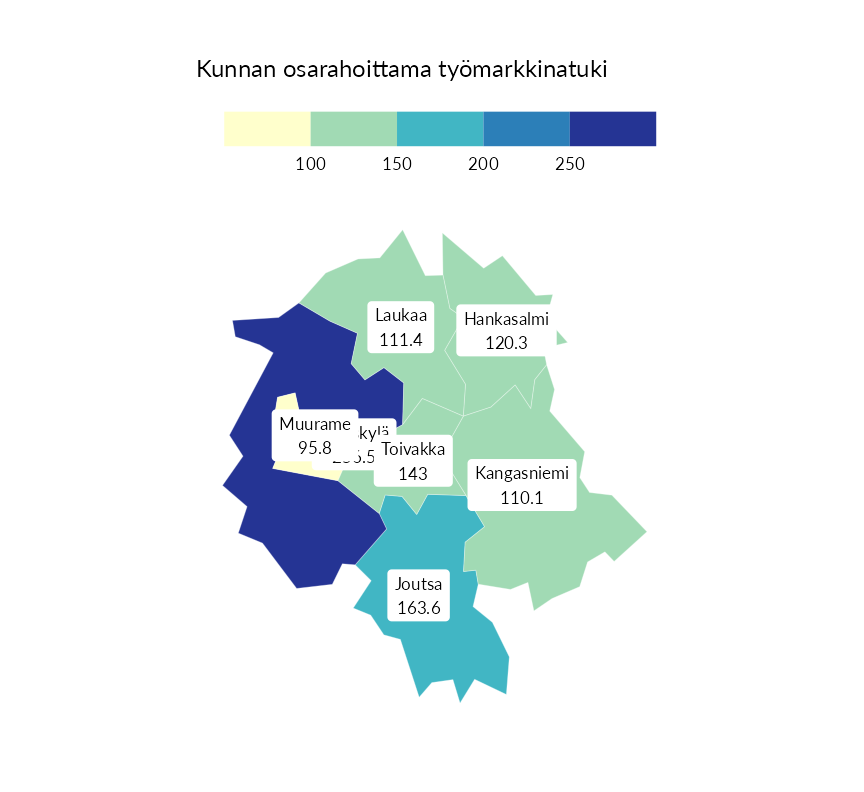 Kunnan osarahoittama työmarkkinatuki
100 150 200 250
Laukaa
111.4
Hankasalmi
120.3
Muurame
95.8
Toivakka
143
Kangasniemi
110.1
Joutsa
163.6